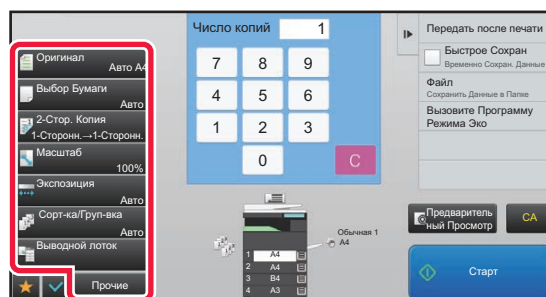 Число копий
1
Оригинал
Авто A4
Выбор Бумаги
Авто
2-Стор. Копия
1-Сторонн.→1-Сторонн.
Масштаб
100%
Экспозиция
Авто
Сорт-ка/Груп-вка
Авто
Выводной лоток
Прочие
7
8
9
4
5
6
1
2
3
0
C
Обычная 1
A4
1 A4
2 A4
3 B4
4 A3
Передать после печати
Быстрое Сохран
Временно Сохран. Данные
Файл
Сохранить Данные в Папке
Вызовите Программу
Режима Эко
Предваритель
ный Просмотр
CA
Старт